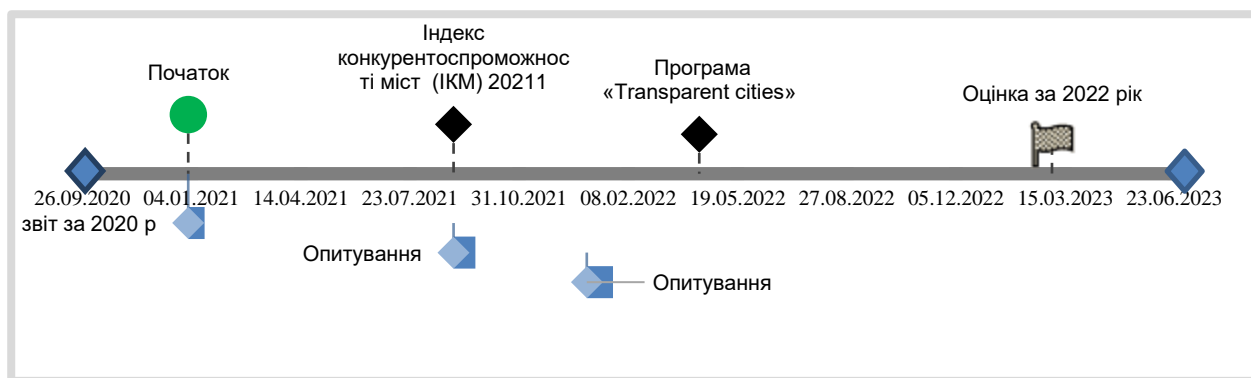 Індекс
конкурентоспроможнос
ті міст (ІКМ) 20211
Початок
Програма
«Transparent cities»
Оцінка за 2022 рік
26.09.2020 04.01.2021 14.04.2021 23.07.2021 31.10.2021 08.02.2022 19.05.2022 27.08.2022 05.12.2022 15.03.2023 23.06.2023
звіт за 2020 р
Опитування
Опитування